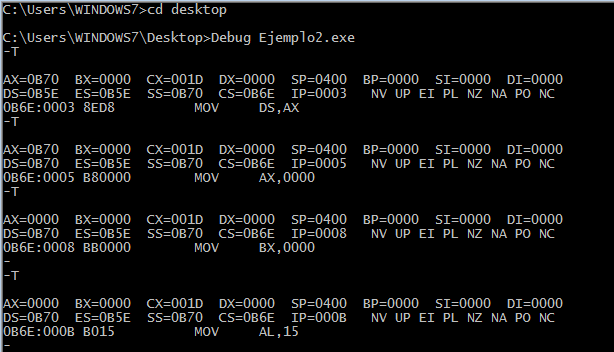 C:\Users\WINDOWS7>cd desktop
C:\Users\WINDOWS7\Desktop>Debug Ejemplo2.exe
-T
AX=0B70 BX=0000 CX=001D DX=0000 SP=0400 BP=0000 SI=0000 DI=0000
DS=0B5E ES=0B5E SS=0B70 CS=0B6E IP=0003 NV UP EI PL NZ NA PO NC
0B6E:0003 8ED8 MOV DS,AX
-T
AX=0B70 BX=0000 CX=001D DX=0000 SP=0400 BP=0000 SI=0000 DI=0000
DS=0B70 ES=0B5E SS=0B70 CS=0B6E IP=0005 NV UP EI PL NZ NA PO NC
0B6E:0005 B80000 MOV AX,0000
-T
AX=0000 BX=0000 CX=001D DX=0000 SP=0400 BP=0000 SI=0000 DI=0000
DS=0B70 ES=0B5E SS=0B70 CS=0B6E IP=0008 NV UP EI PL NZ NA PO NC
0B6E:0008 BB0000 MOV BX,0000
-
-T
AX=0000 BX=0000 CX=001D DX=0000 SP=0400 BP=0000 SI=0000 DI=0000
DS=0B70 ES=0B5E SS=0B70 CS=0B6E IP=000B NV UP EI PL NZ NA PO NC
0B6E:000B B015 MOV AL,15
-